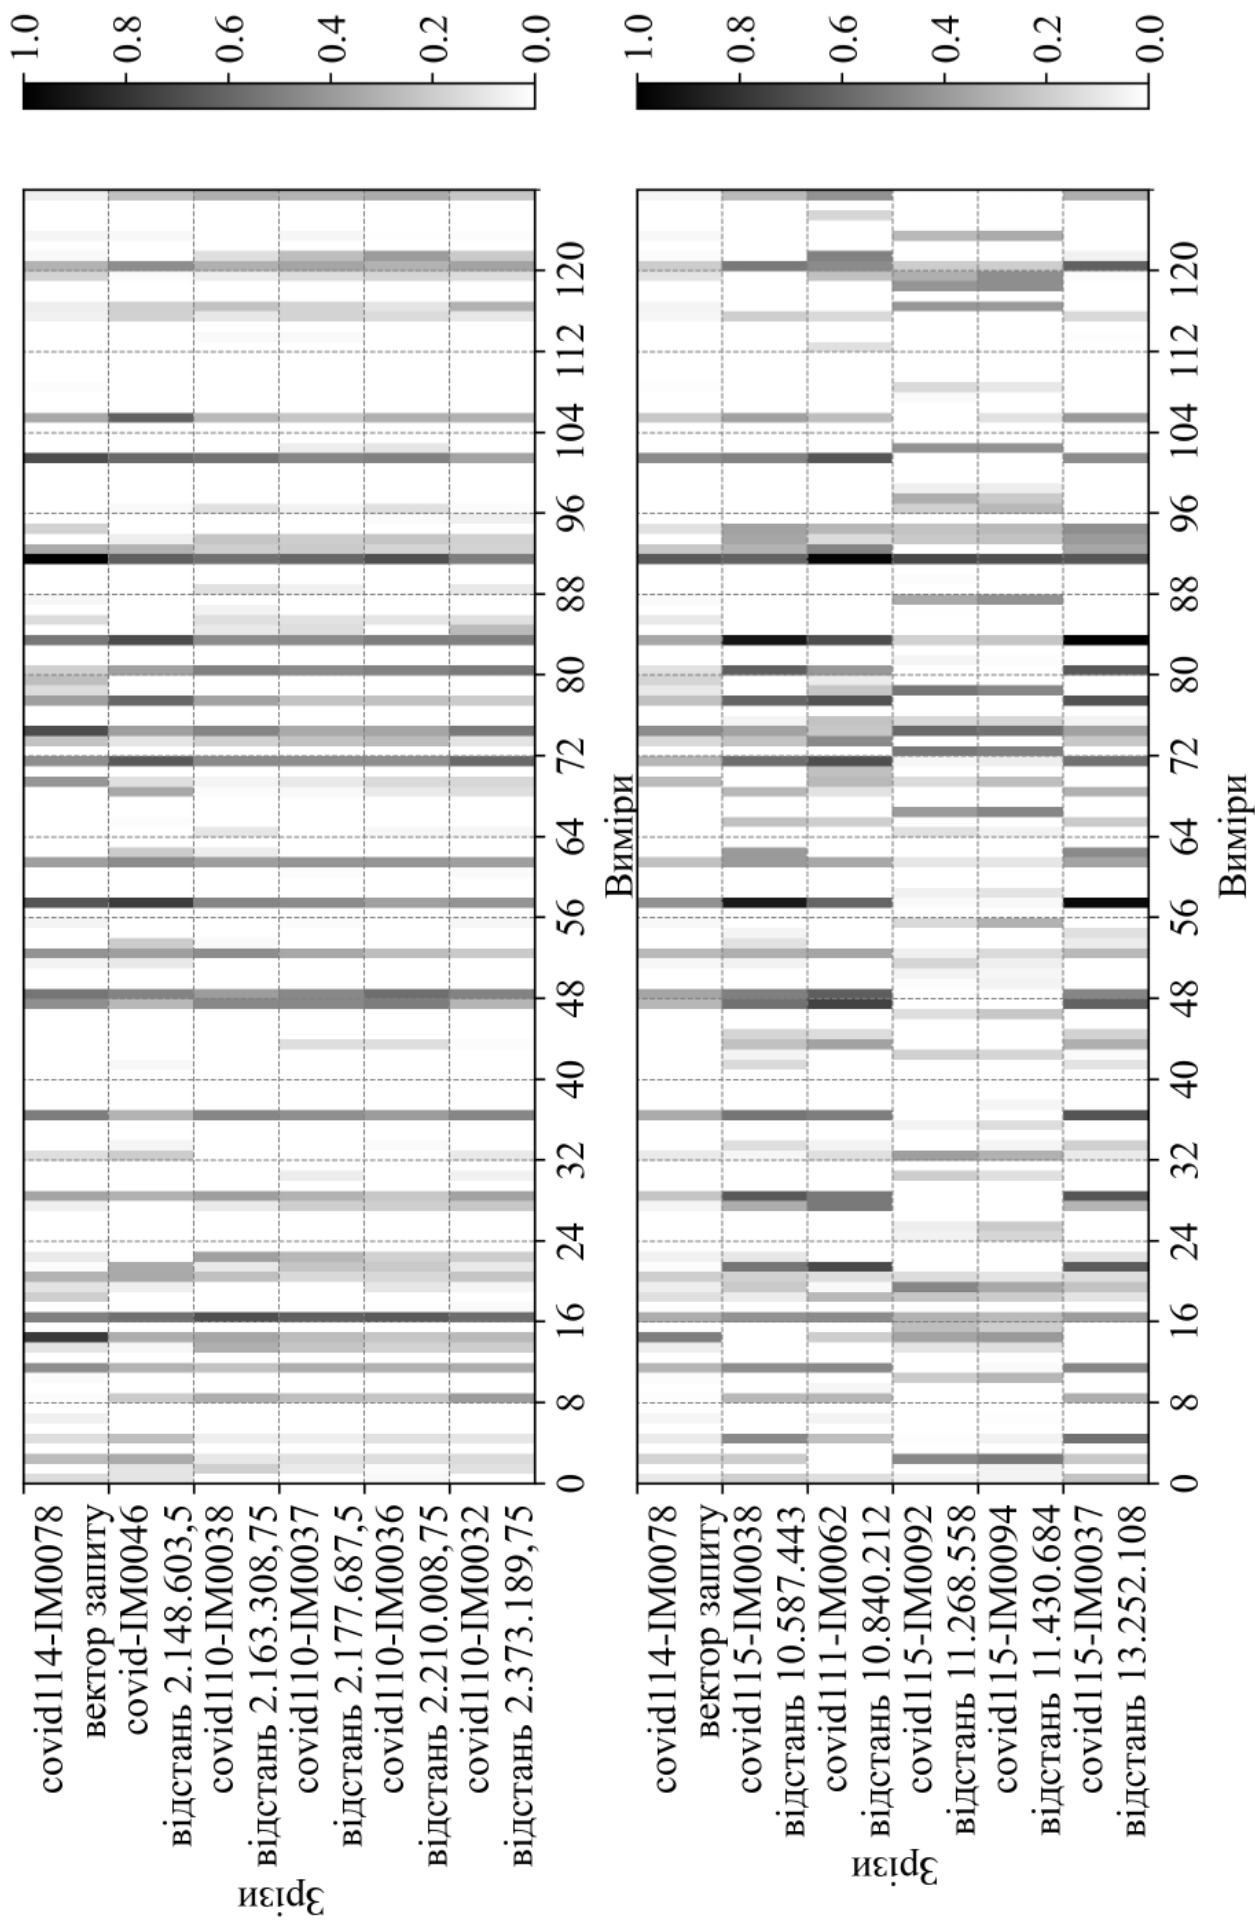 covid114-IM0078
вектор запиту
covid-IM0046
відстань 2.148.603,5
covid110-IM0038
відстань 2.163.308,75
covid110-IM0037
відстань 2.177.687,5
covid110-IM0036
відстань 2.210.008,75
covid110-IM0032
відстань 2.373.189,75
Зрізи
0 8 16 24 32 40 48 56 64 72 80 88 96 104 112 120
Виміри
1.0
0.8
0.6
0.4
0.2
0.0
covid114-IM0078
вектор запиту
covid115-IM0038
відстань 10.587.443
covid111-IM0062
відстань 10.840.212
covid115-IM0092
відстань 11.268.558
covid115-IM0094
відстань 11.430.684
covid115-IM0037
відстань 13.252.108
Зрізи
0 8 16 24 32 40 48 56 64 72 80 88 96 104 112 120
Виміри
1.0
0.8
0.6
0.4
0.2
0.0